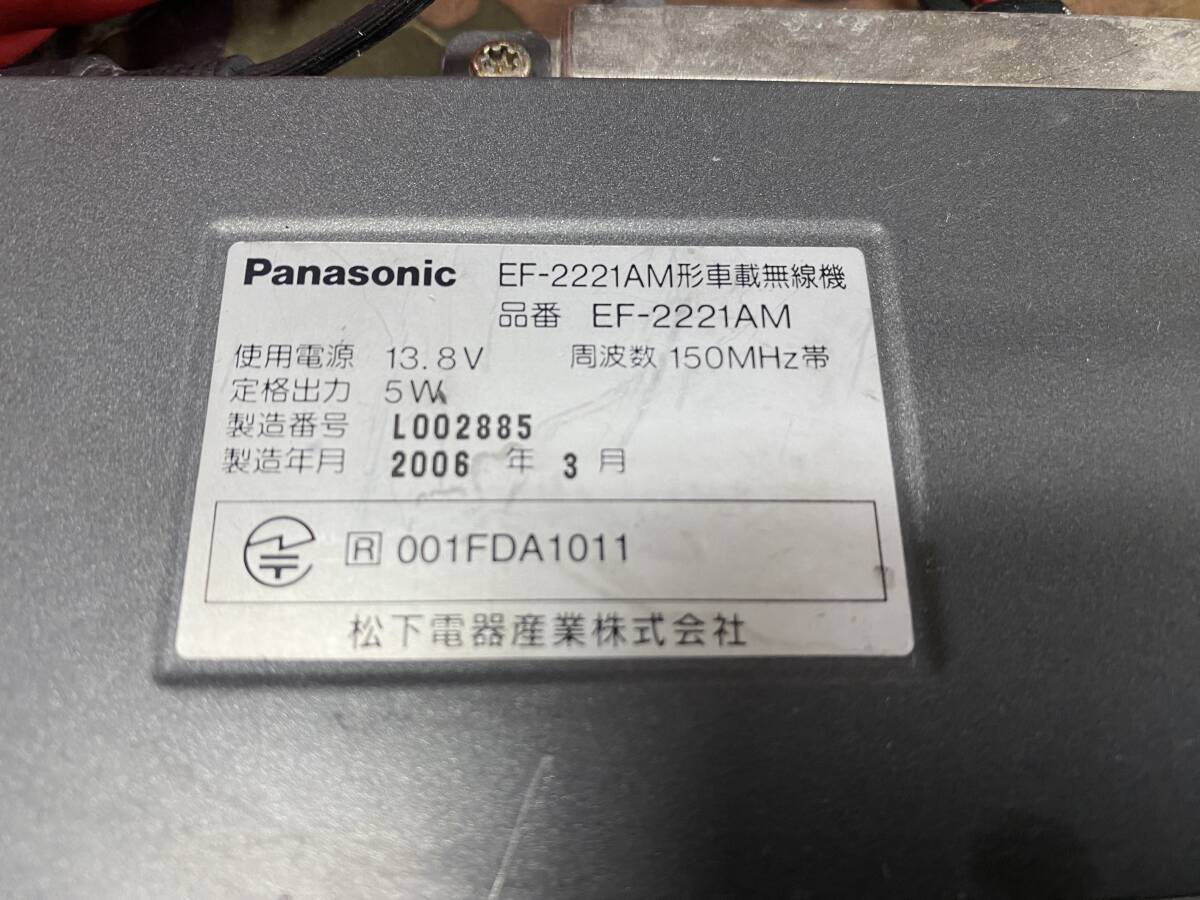 Panasonic EF-2221AM形車載無線機
品番 EF-2221AM
使用電源 13.8V 周波数 150MHz帯
定格出力 5W
製造番号 L002885
製造年月 2006 年 3 月
R 001FDA1011
松下電器産業株式会社